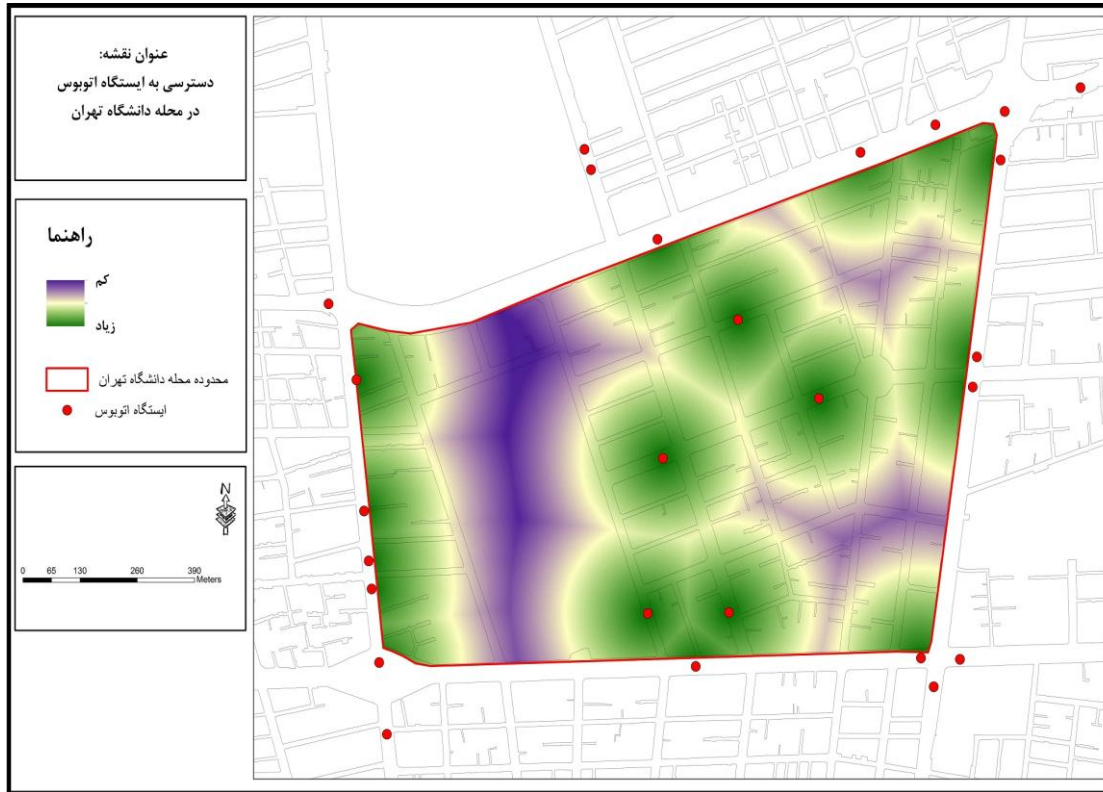 عنوان نقشه:
دسترسی به ایستگاه اتوبوس
در محله دانشگاه تهران
راهنما
کم
زیاد
محدوده محله دانشگاه تهران
ایستگاه اتوبوس
N
0 65 130 260 390
Meters